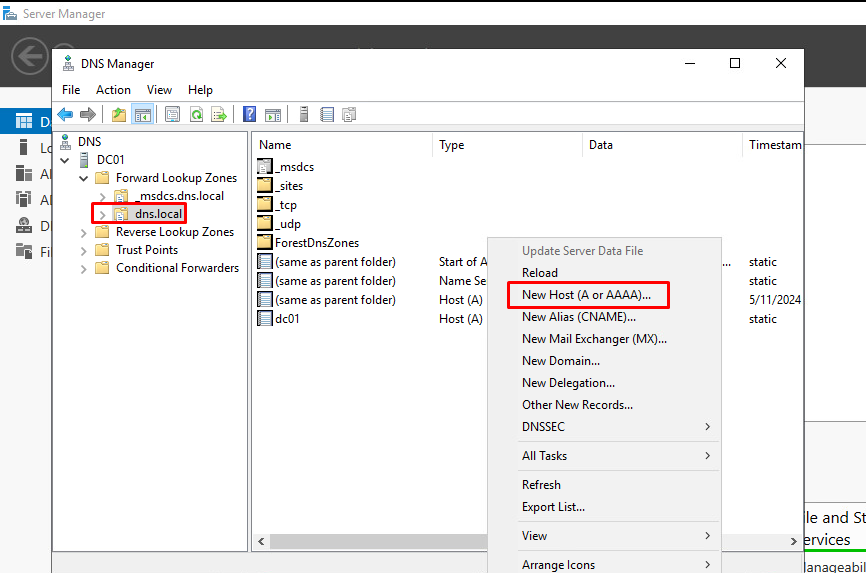 Server Manager
DNS Manager
File Action View Help
DNS
DC01
Forward Lookup Zones
_msdcs.dns.local
dns.local
Reverse Lookup Zones
Trust Points
Conditional Forwarders
Name Type Data Timestam
_msdcs
_sites
_tcp
_udp
ForestDnsZones
(same as parent folder) Start of A ... static
(same as parent folder) Name Se static
(same as parent folder) Host (A) 5/11/2024
dc01 Host (A) static
Update Server Data File
Reload
New Host (A or AAAA)...
New Alias (CNAME)...
New Mail Exchanger (MX)...
New Domain...
New Delegation...
Other New Records...
DNSSEC
All Tasks
Refresh
Export List...
View
Arrange Icons
D
Lo
Al
Al
D
Fi
ile and St
ervices